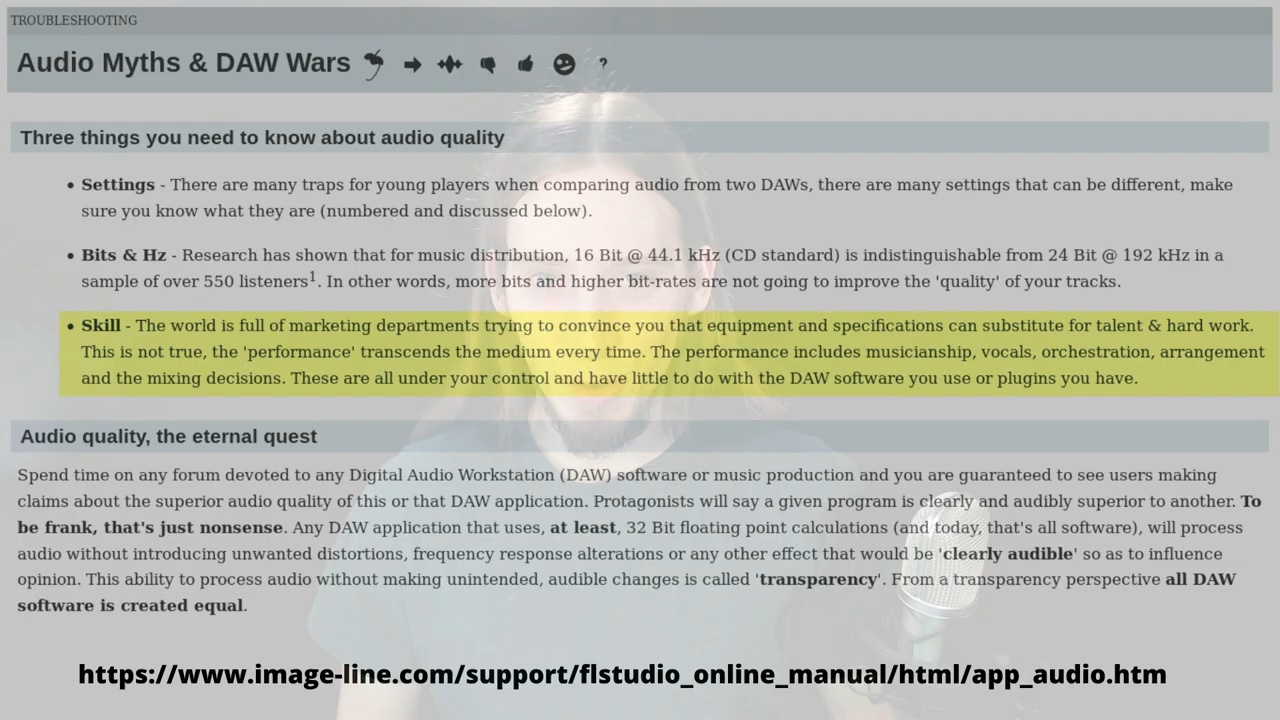 TROUBLESHOOTING
Audio Myths & DAW Wars
Three things you need to know about audio quality
• Settings - There are many traps for young players when comparing audio from two DAWs, there are many settings that can be different, make
sure you know what they are (numbered and discussed below).
• Bits & Hz - Research has shown that for music distribution, 16 Bit @ 44.1 kHz (CD standard) is indistinguishable from 24 Bit @ 192 kHz in a
sample of over 550 listeners1. In other words, more bits and higher bit-rates are not going to improve the 'quality' of your tracks.
• Skill - The world is full of marketing departments trying to convince you that equipment and specifications can substitute for talent & hard work.
This is not true, the 'performance' transcends the medium every time. The performance includes musicianship, vocals, orchestration, arrangement
and the mixing decisions. These are all under your control and have little to do with the DAW software you use or plugins you have.
Audio quality, the eternal quest
Spend time on any forum devoted to any Digital Audio Workstation (DAW) software or music production and you are guaranteed to see users making
claims about the superior audio quality of this or that DAW application. Protagonists will say a given program is clearly and audibly superior to another. To
be frank, that's just nonsense. Any DAW application that uses, at least, 32 Bit floating point calculations (and today, that's all software), will process
audio without introducing unwanted distortions, frequency response alterations or any other effect that would be 'clearly audible' so as to influence
opinion. This ability to process audio without making unintended, audible changes is called 'transparency'. From a transparency perspective all DAW
software is created equal.
https://www.image-line.com/support/flstudio_online_manual/html/app_audio.htm